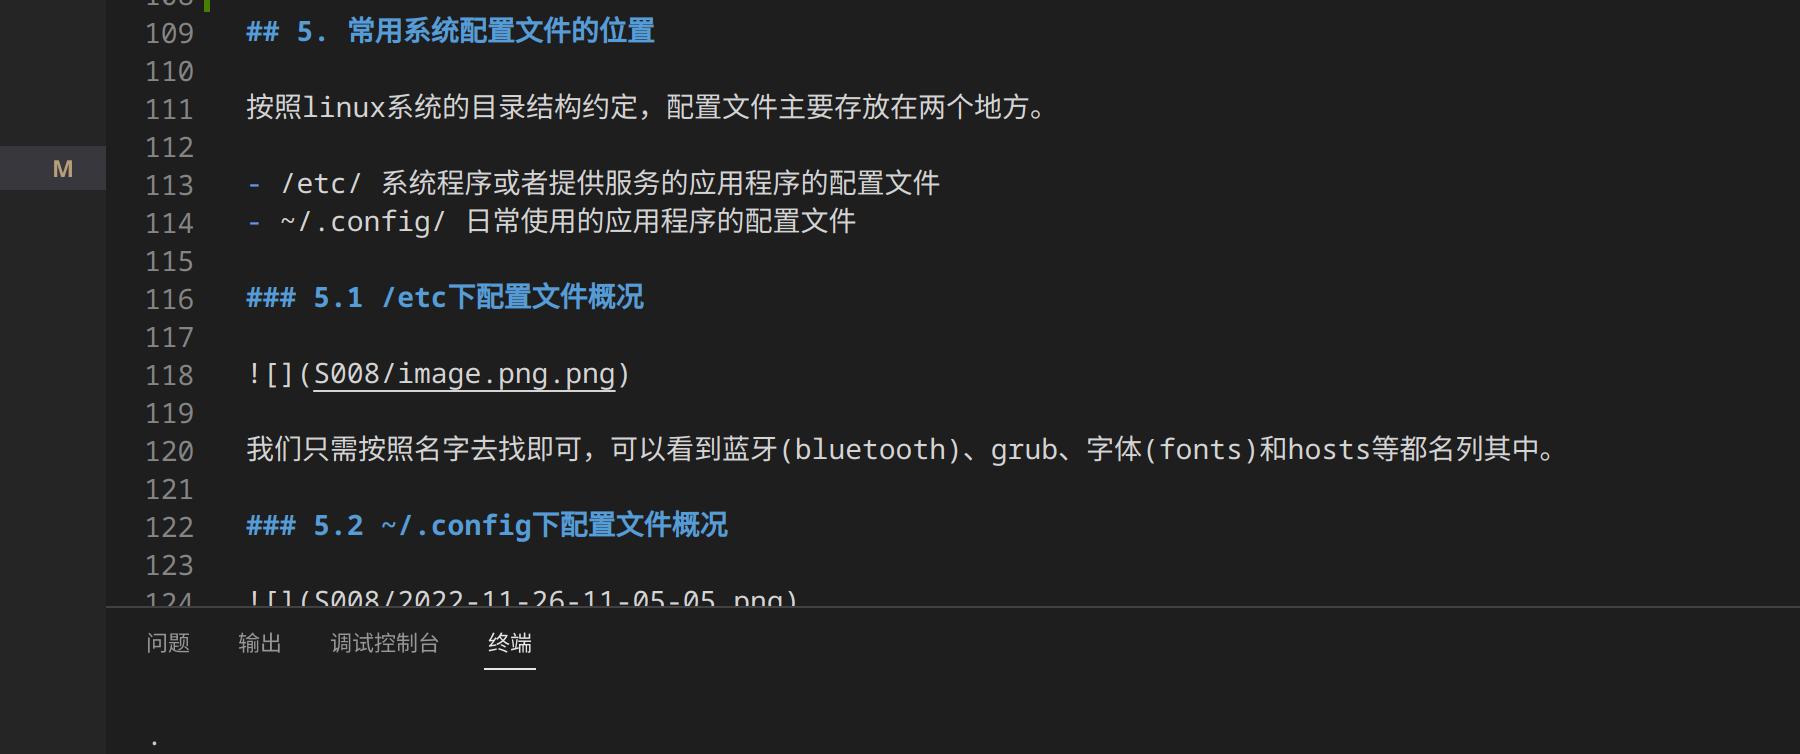 108
109 ## 5. 常用系统配置文件的位置
110
111 按照linux系统的目录结构约定，配置文件主要存放在两个地方。
112
M
113 - /etc/ 系统程序或者提供服务的应用程序的配置文件
114 - ~/.config/ 日常使用的应用程序的配置文件
115
116 ### 5.1 /etc下配置文件概况
117
118 ![](S008/image.png.png)
119
120 我们只需按照名字去找即可，可以看到蓝牙(bluetooth)、grub、字体(fonts)和hosts等都名列其中。
121
122 ### 5.2 ~/.config下配置文件概况
123
124 ![](S008/2022-11-26-11-05-05.png)
问题 输出 调试控制台 终端
.